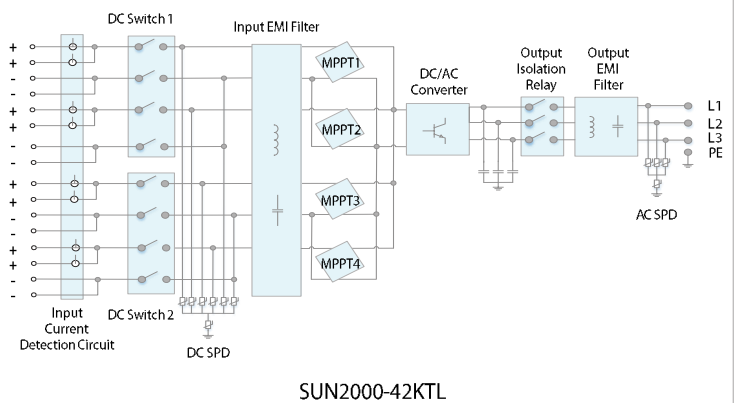 DC Switch 1
Input EMI Filter
MPPT1
MPPT2
MPPT3
MPPT4
DC/AC
Converter
Output
Isolation
Relay
Output
EMI
Filter
L1
L2
L3
PE
AC SPD
+
+
-
-
+
+
-
-
+
+
-
-
+
+
-
-
Input
Current
Detection Circuit
DC Switch 2
DC SPD
SUN2000-42KTL